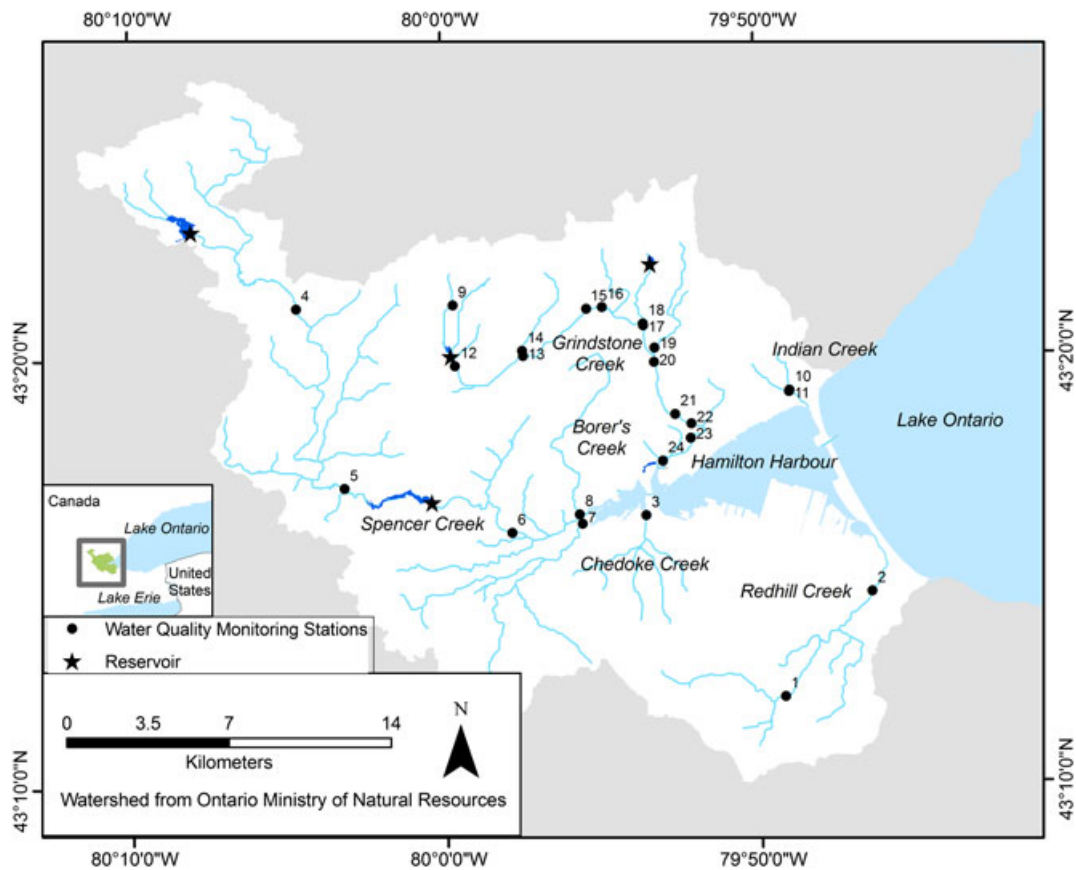 80°10'0"W
80°0'0"W
79°50'0"W
43°20'0"N
43°20'0"N
43°10'0"N
43°10'0"N
4
9
12
14
13
15
16
18
17
19
20
Grindstone
Creek
Indian Creek
10
11
21
22
23
24
Borer's
Creek
Hamilton Harbour
Lake Ontario
5
6
8
7
3
Spencer Creek
Chedoke Creek
Redhill Creek
2
1
Canada
Lake Ontario
United
States
Lake Erie
Water Quality Monitoring Stations
Reservoir
0 3.5 7 14
Kilometers
N
Watershed from Ontario Ministry of Natural Resources
80°10'0"W
80°0'0"W
79°50'0"W